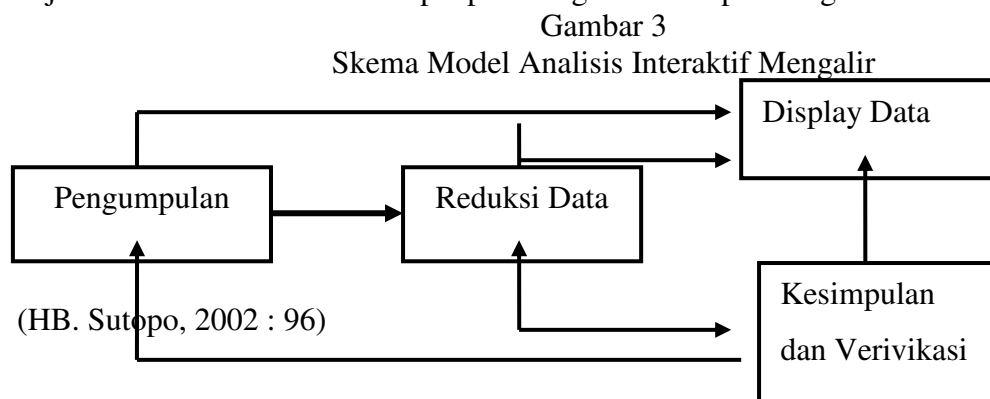 Gambar 3
Skema Model Analisis Interaktif Mengalir
Display Data
Pengumpulan
Reduksi Data
Kesimpulan
dan Verivikasi
(HB. Sutopo, 2002 : 96)